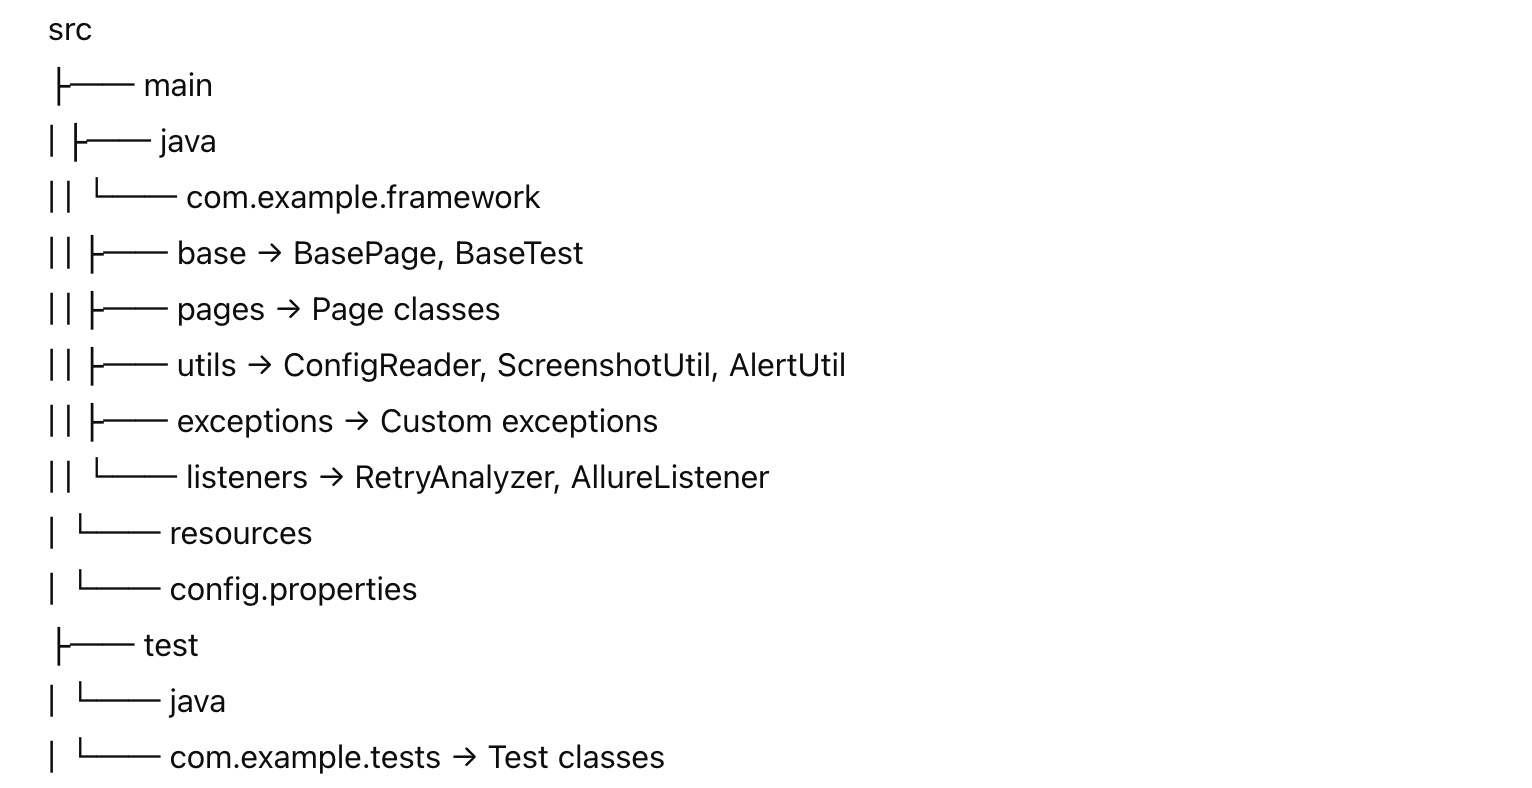 src
├── main
│ ├── java
│ │ └── com.example.framework
│ │ ├── base → BasePage, BaseTest
│ │ ├── pages → Page classes
│ │ ├── utils → ConfigReader, ScreenshotUtil, AlertUtil
│ │ ├── exceptions → Custom exceptions
│ │ └── listeners → RetryAnalyzer, AllureListener
│ └── resources
│ └── config.properties
├── test
│ └── java
│ └── com.example.tests → Test classes